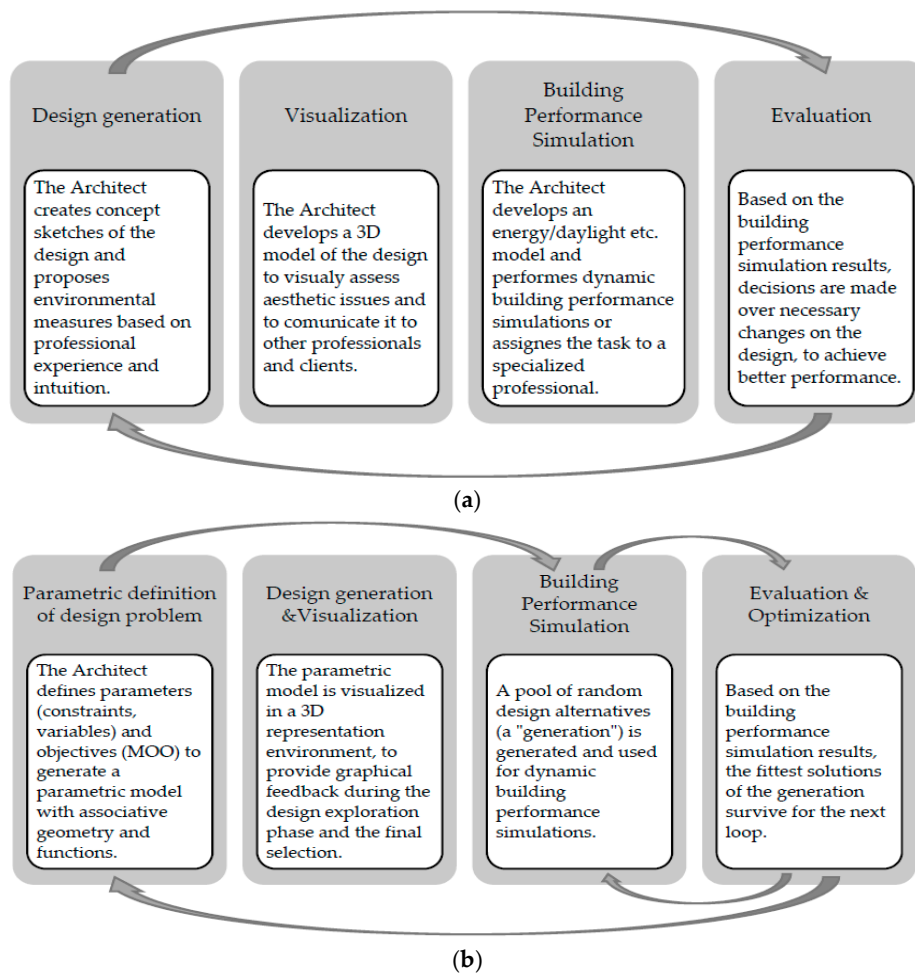 Design generation
The Architect
creates concept
sketches of the
design and
proposes
environmental
measures based on
professional
experience and
intuition.
Visualization
The Architect
develops a 3D
model of the design
to visualy assess
aesthetic issues and
to comunicate it to
other professionals
and clients.
Building
Performance
Simulation
The Architect
develops an
energy/daylight etc.
model and
performes dynamic
building performance
simulations or
assignes the task to a
specialized
professional.
Evaluation
Based on the
building
performance
simulation results,
decisions are made
over necessary
changes on the
design, to achieve
better performance.
(a)
Parametric definition
of design problem
The Architect
defines parameters
(constraints,
variables) and
objectives (MOO) to
generate a
parametric model
with associative
geometry and
functions.
Design generation
&Visualization
The parametric
model is visualized
in a 3D
representation
environment, to
provide graphical
feedback during the
design exploration
phase and the final
selection.
Building
Performance
Simulation
A pool of random
design alternatives
(a "generation") is
generated and used
for dynamic
building
performance
simulations.
Evaluation &
Optimization
Based on the
building
performance
simulation results,
the fittest solutions
of the generation
survive for the next
loop.
(b)